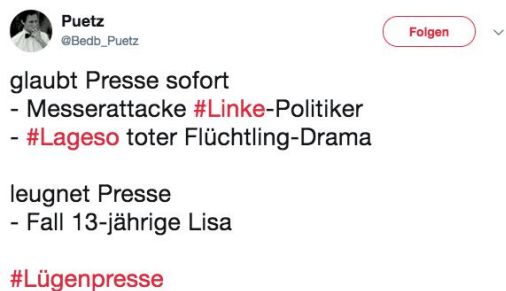 Puetz
@Bedb_Puetz
Folgen
glaubt Presse sofort
- Messerattacke #Linke-Politiker
- #Lageso toter Flüchtling-Drama
leugnet Presse
- Fall 13-jährige Lisa
#Lügenpresse